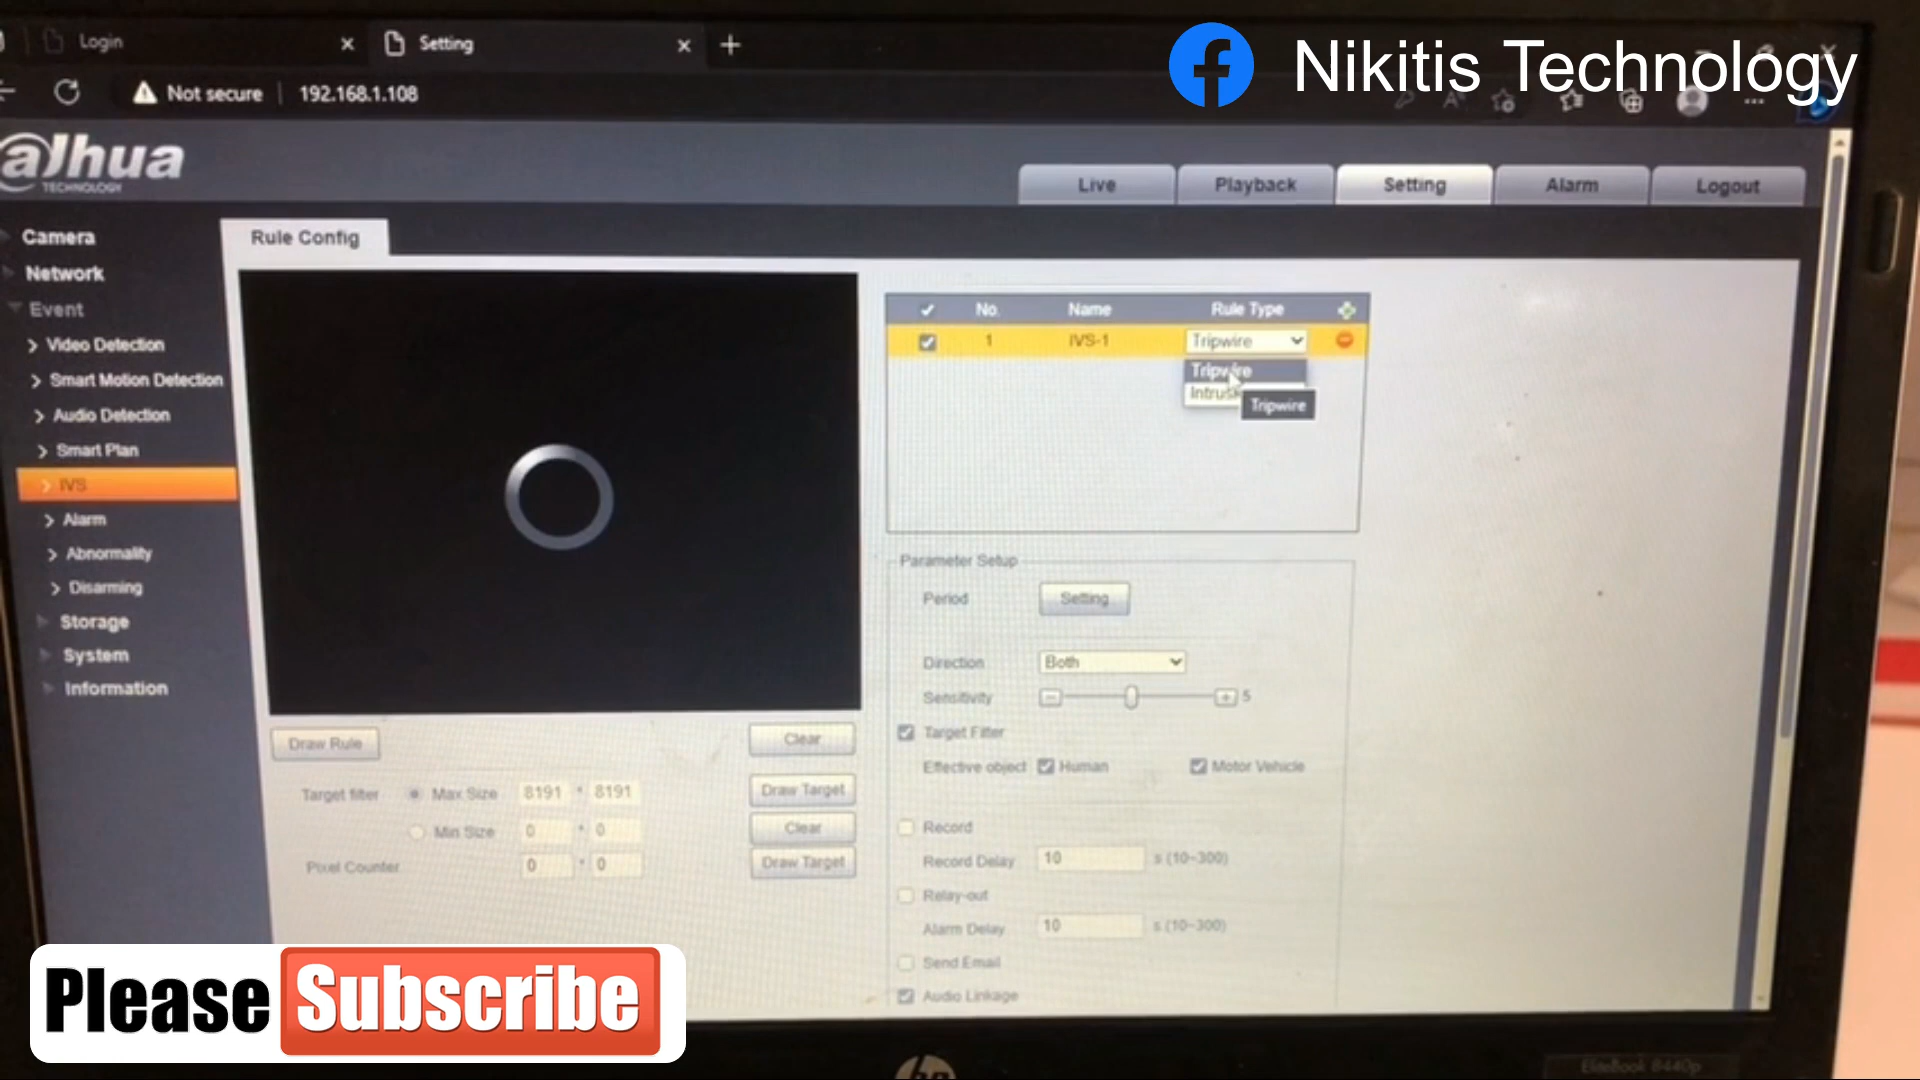 Login
Setting
Nikitis Technology
Not secure
192.168.1.108
alhua
TECHNOLOGY
Live
Playback
Setting
Alarm
Logout
Camera
Network
Event
Video Detection
Smart Motion Detection
Audio Detection
Smart Plan
IVS
Alarm
Abnormality
Disarming
Storage
System
Information
Rule Config
No. Name Rule Type
1 IVS-1 Tripwire
Tripwire
Tripwire
Parameter Setup
Period Setting
Direction Both
Sensitivity 5
Target Filter
Effective object Human Motor Vehicle
Record
Record Delay 10 s (10~300)
Relay-out
Alarm Delay 10 s (10~300)
Send Email
Audio Linkage
Draw Rule Clear
Target filter Max Size 8191 * 8191 Draw Target
Min Size 0 * 0 Clear
Pixel Counter 0 * 0 Draw Target
Please Subscribe
hp
EliteBook 8440p